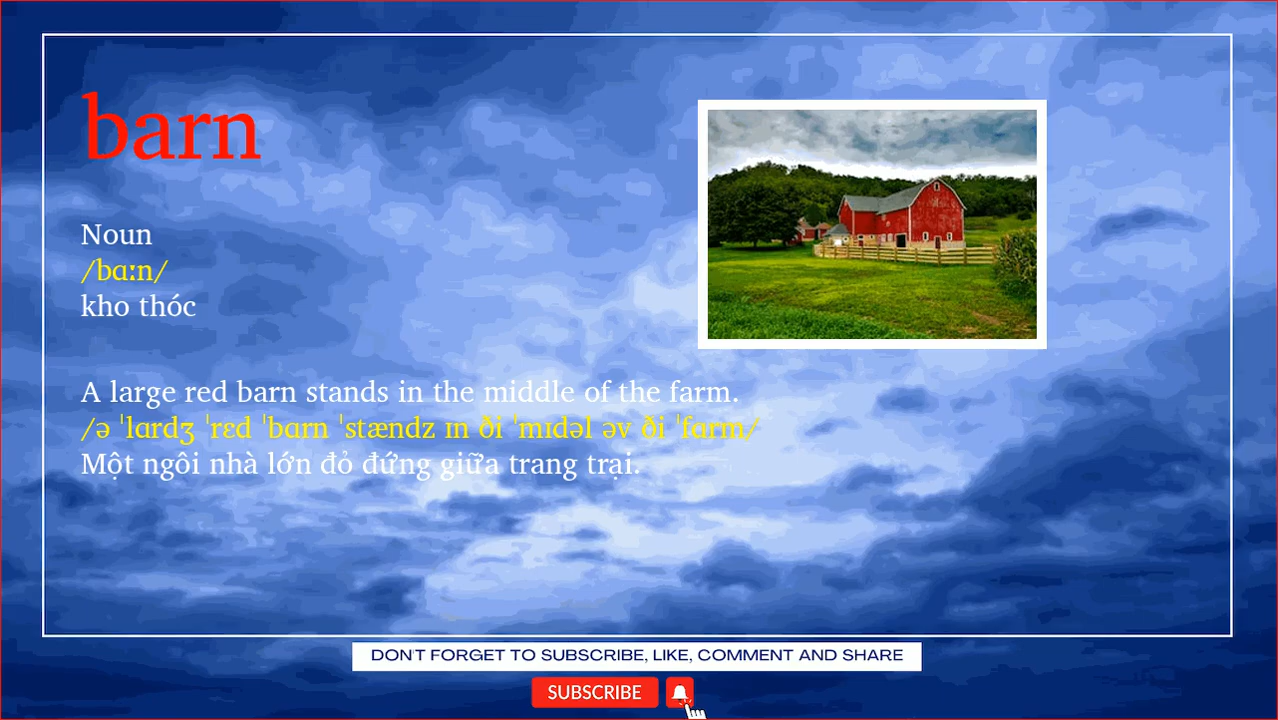 barn
Noun
/bɑːn/
kho thóc
A large red barn stands in the middle of the farm.
/ə ˈlɑrdʒ ˈrɛd ˈbɑrn ˈstændz ɪn ði ˈmɪdəl əv ði ˈfɑrm/
Một ngôi nhà lớn đỏ đứng giữa trang trại.
DON'T FORGET TO SUBSCRIBE, LIKE, COMMENT AND SHARE
SUBSCRIBE